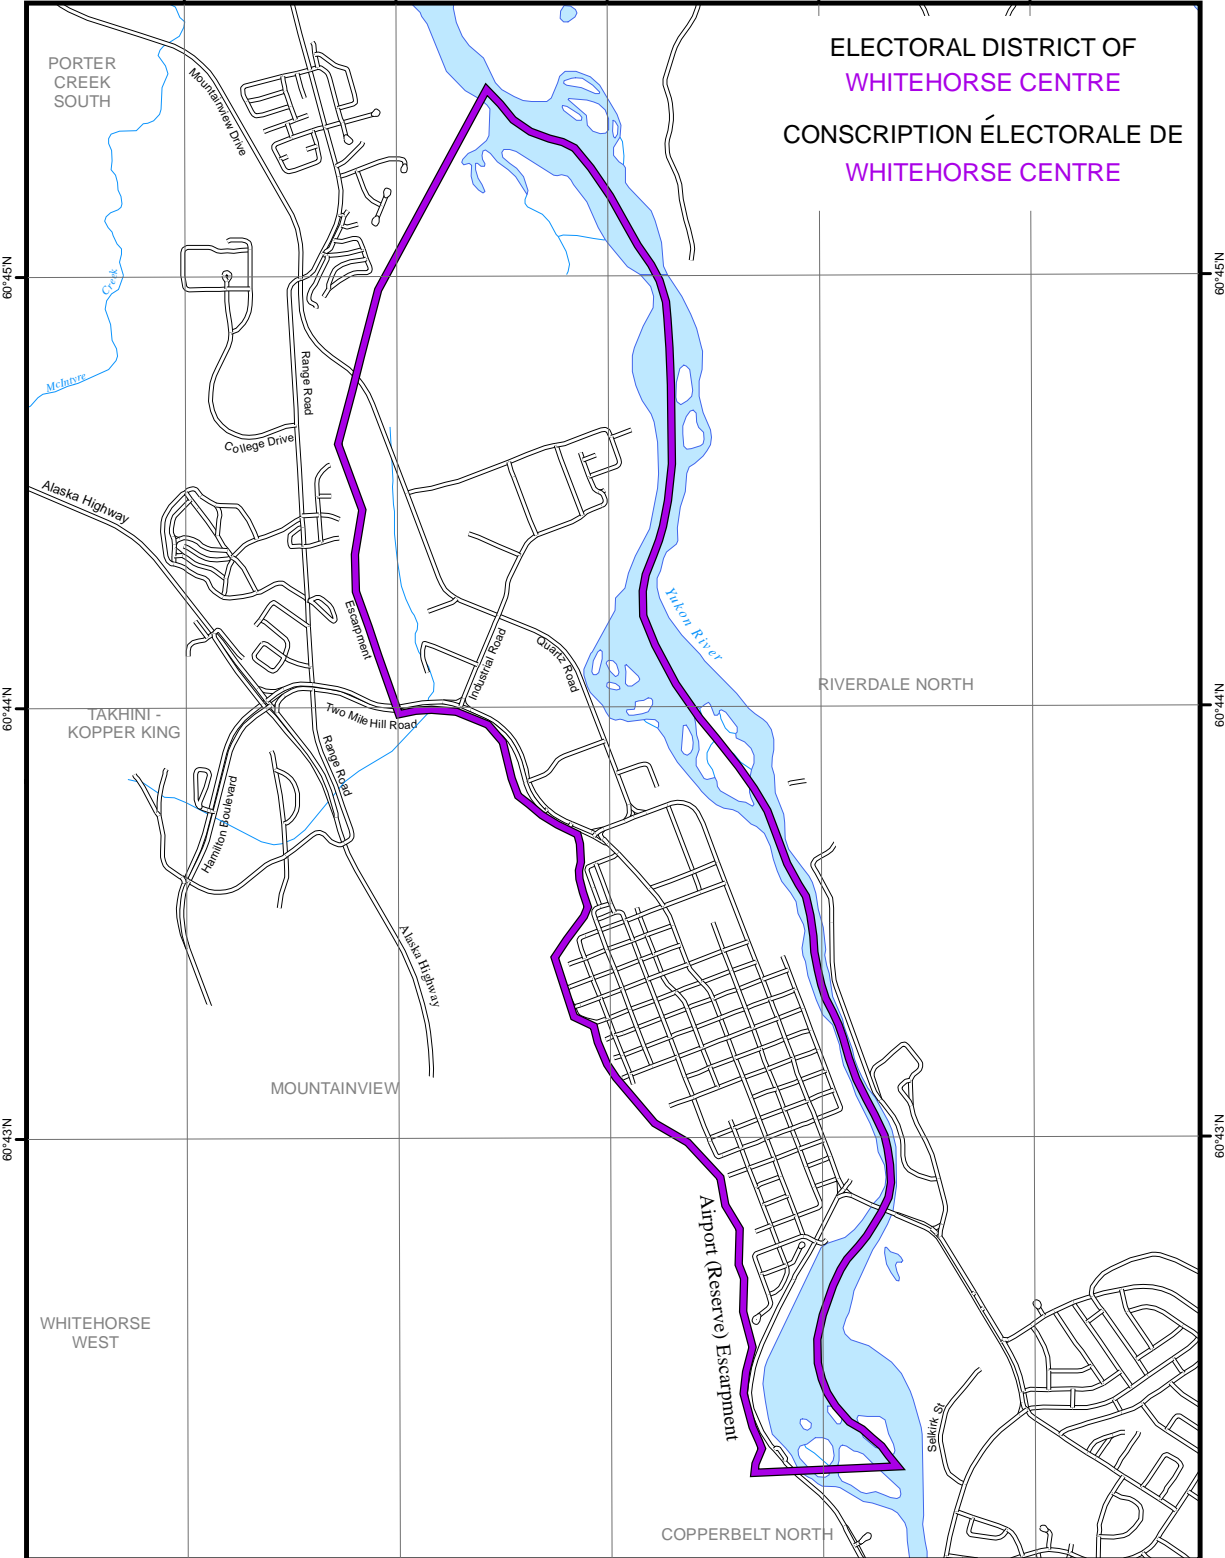 ELECTORAL DISTRICT OF
WHITEHORSE CENTRE
CONSCRIPTION ÉLECTORALE DE
WHITEHORSE CENTRE
PORTER
CREEK
SOUTH
Mountainview Drive
60°45'N
60°45'N
Creek
McIntyre
Range Road
College Drive
Alaska Highway
Escarpment
Yukon River
Industrial Road
Quartz Road
RIVERDALE NORTH
60°44'N
60°44'N
TAKHINI -
KOPPER KING
Two Mile Hill Road
Range Road
Hamilton Boulevard
Alaska Highway
MOUNTAINVIEW
60°43'N
60°43'N
Airport (Reserve) Escarpment
WHITEHORSE
WEST
Selkirk St
COPPERBELT NORTH